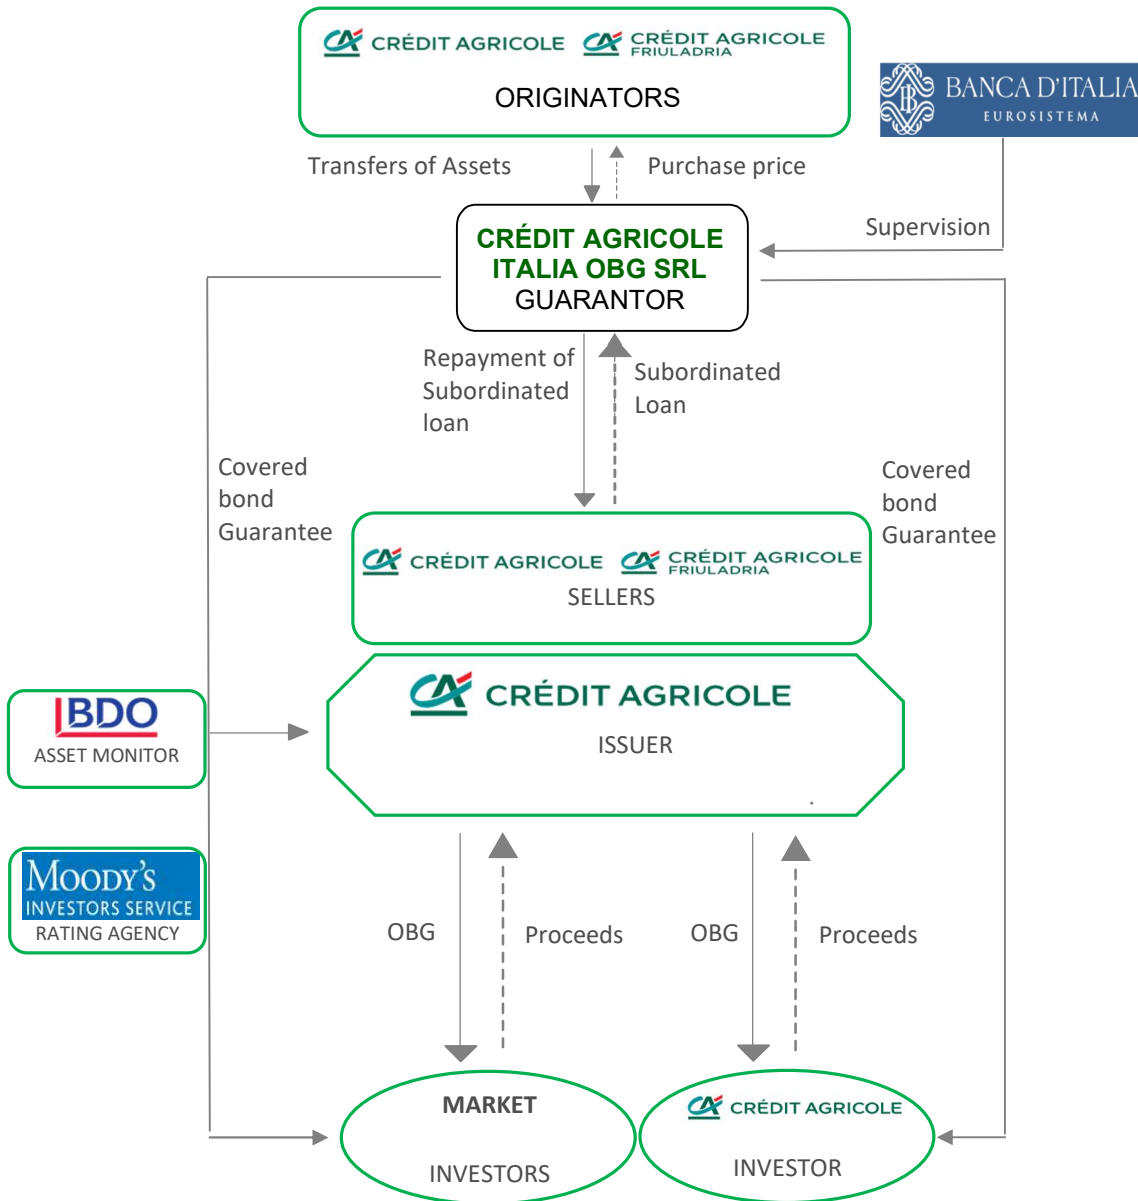 CRÉDIT AGRICOLE
CRÉDIT AGRICOLE
FRIULADRIA
ORIGINATORS
BANCA D'ITALIA
EUROSISTEMA
Transfers of Assets
Purchase price
Supervision
CRÉDIT AGRICOLE
ITALIA OBG SRL
GUARANTOR
Repayment of
Subordinated
loan
Subordinated
Loan
Covered
bond
Guarantee
Covered
bond
Guarantee
CRÉDIT AGRICOLE
CRÉDIT AGRICOLE
FRIULADRIA
SELLERS
CRÉDIT AGRICOLE
ISSUER
BDO
ASSET MONITOR
MOODY'S
INVESTORS SERVICE
RATING AGENCY
OBG
Proceeds
OBG
Proceeds
MARKET
INVESTORS
CRÉDIT AGRICOLE
INVESTOR